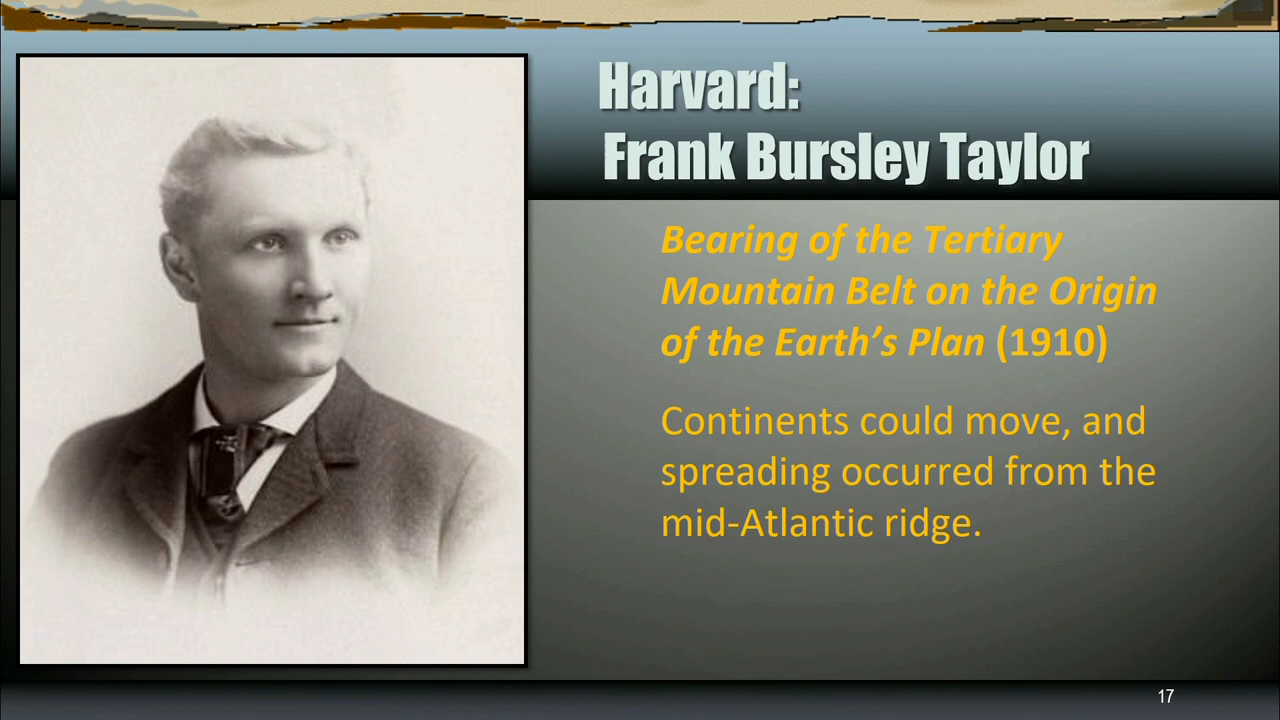 Harvard:
Frank Bursley Taylor
Bearing of the Tertiary
Mountain Belt on the Origin
of the Earth’s Plan (1910)
Continents could move, and
spreading occurred from the
mid-Atlantic ridge.
17